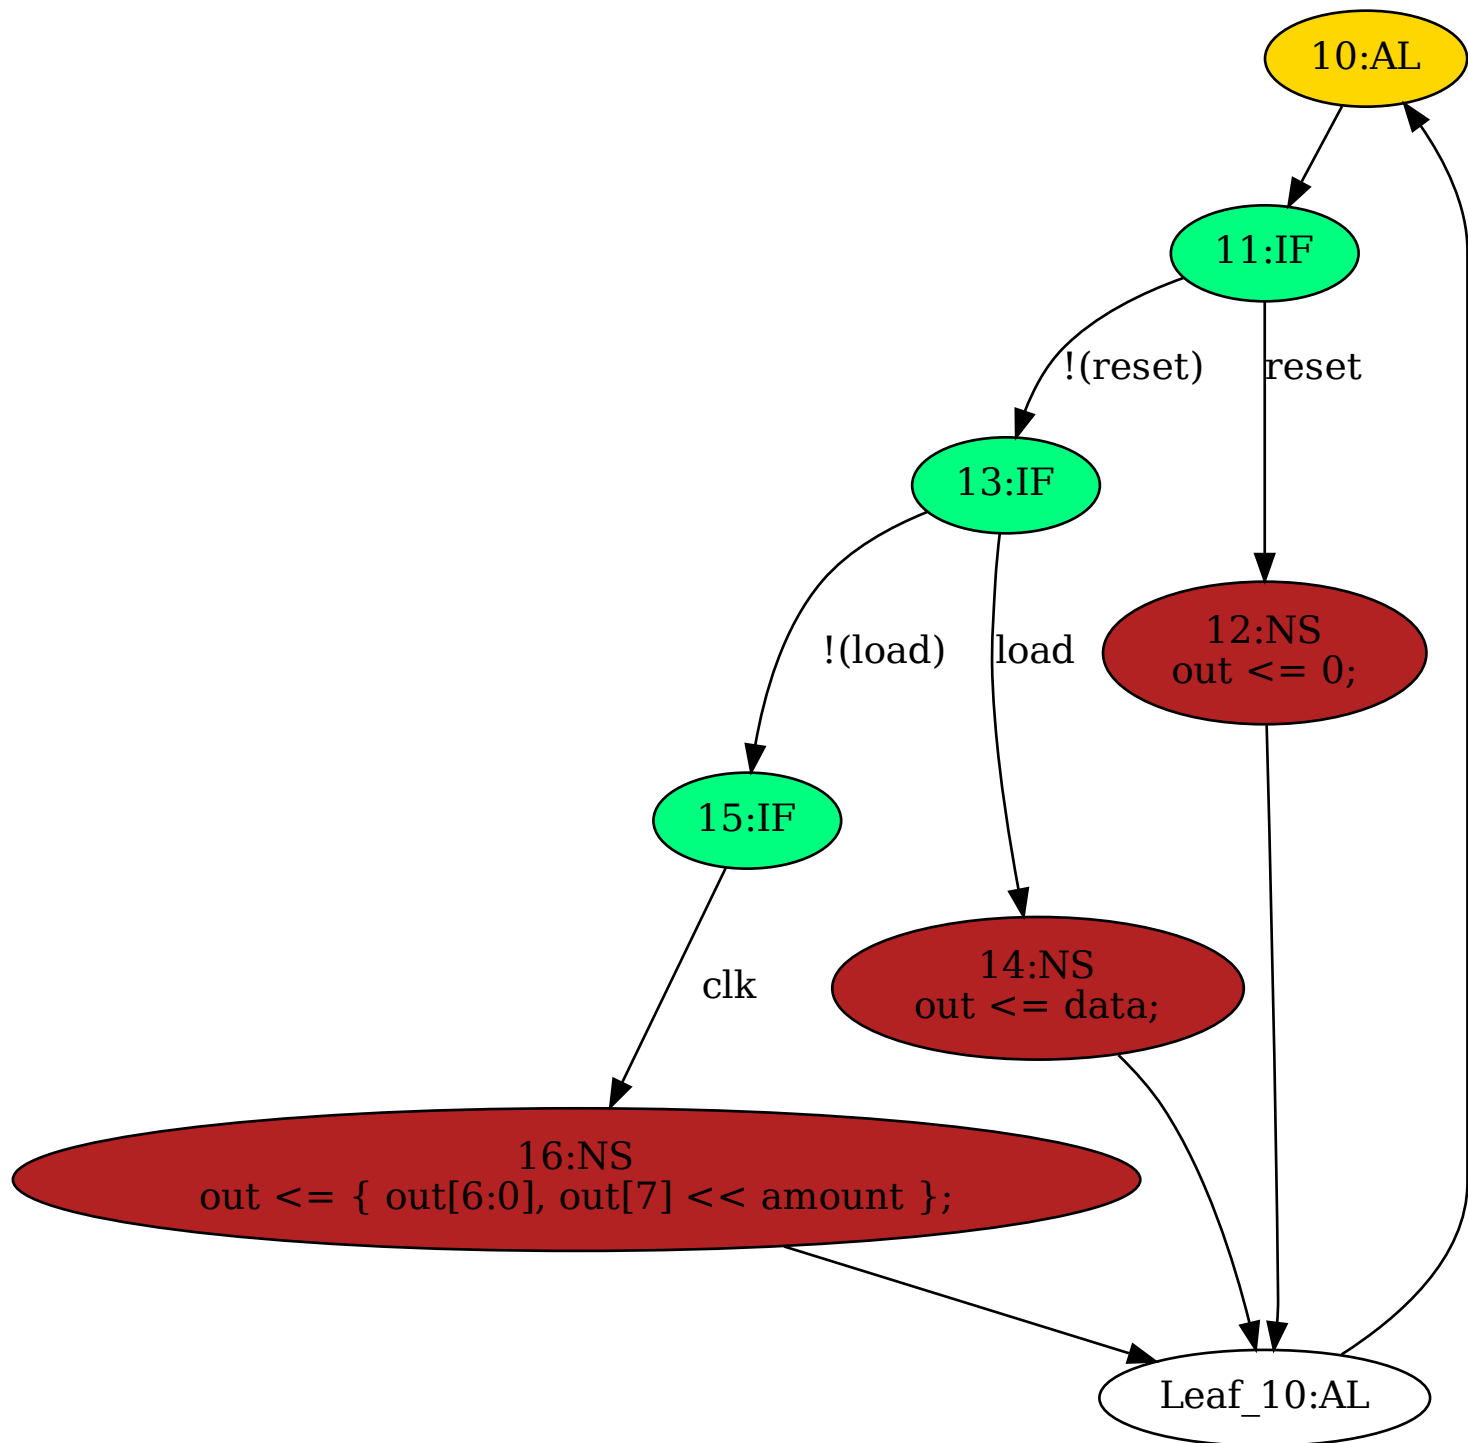 10:AL
11:IF
!(reset)
reset
13:IF
12:NS
out <= 0;
!(load)
load
15:IF
14:NS
out <= data;
clk
16:NS
out <= { out[6:0], out[7] << amount };
Leaf_10:AL